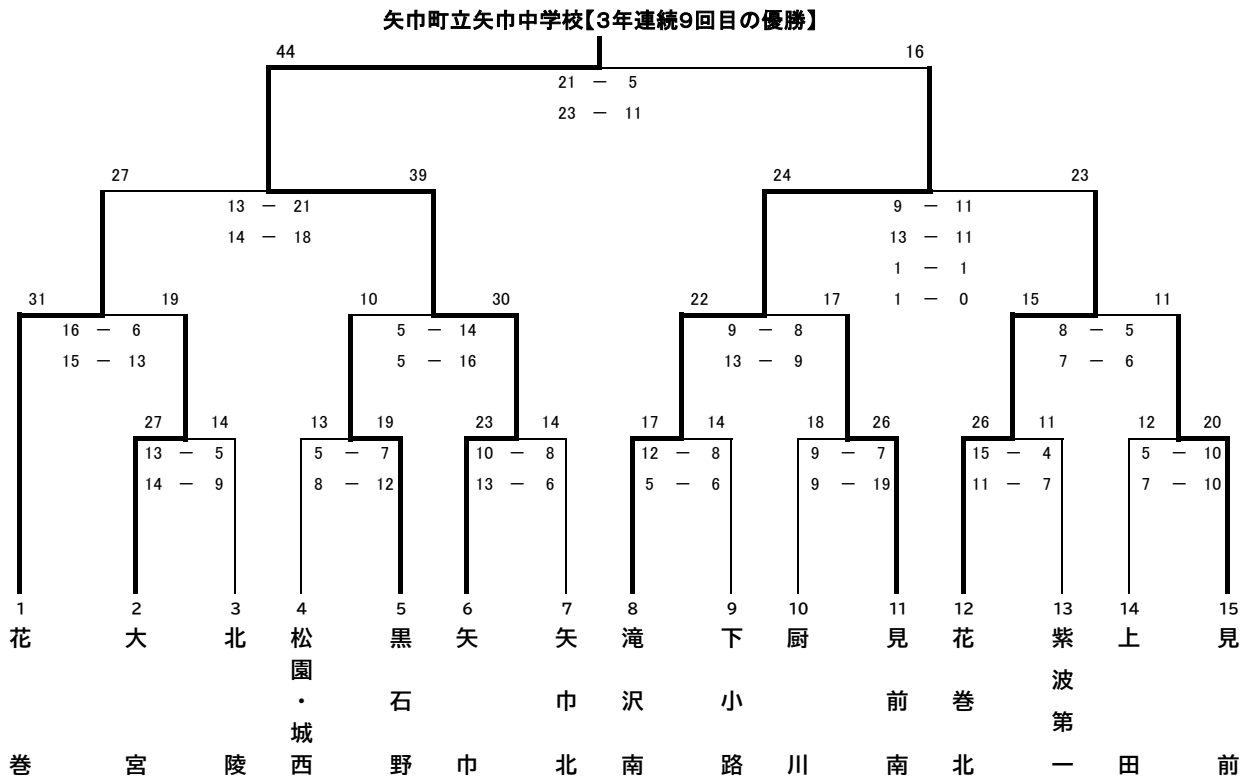 矢巾町立矢巾中学校【3年連続9回目の優勝】
44 16
21 － 5
23 － 11
27 39 24 23
13 － 21 9 － 11
14 － 18 13 － 11
1 － 1
1 － 0
31 19 10 30 22 17 15 11
16 － 6 5 － 14 9 － 8 8 － 5
15 － 13 5 － 16 13 － 9 7 － 6
27 14 13 19 23 14 17 14 18 26 26 11 12 20
13 － 5 5 － 7 10 － 8 12 － 8 9 － 7 15 － 4 5 － 10
14 － 9 8 － 12 13 － 6 5 － 6 9 － 19 11 － 7 7 － 10
1 2 3 4 5 6 7 8 9 10 11 12 13 14 15
花巻
大宮
北陵
松園・城西
黒石野
矢巾
矢巾北
滝沢南
下小路
厨川
見前南
花巻北
紫波第一
上田
見前